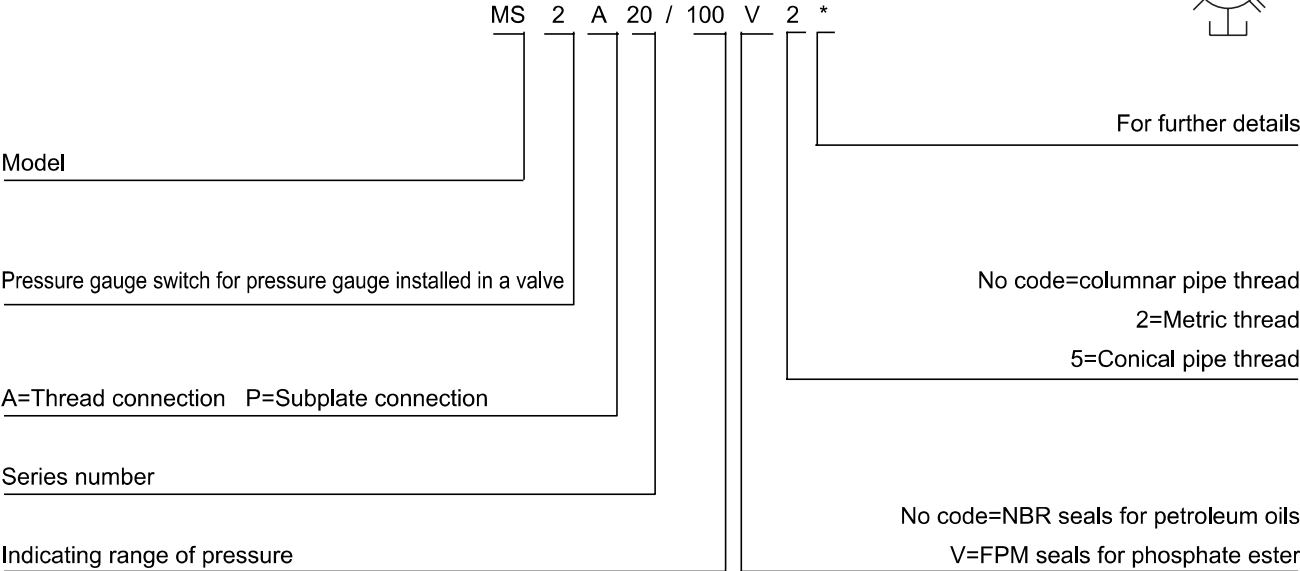 MS 2 A 20 / 100 V 2 *
For further details
Model
Pressure gauge switch for pressure gauge installed in a valve
No code=columnar pipe thread
2=Metric thread
5=Conical pipe thread
A=Thread connection P=Subplate connection
Series number
No code=NBR seals for petroleum oils
Indicating range of pressure
V=FPM seals for phosphate ester